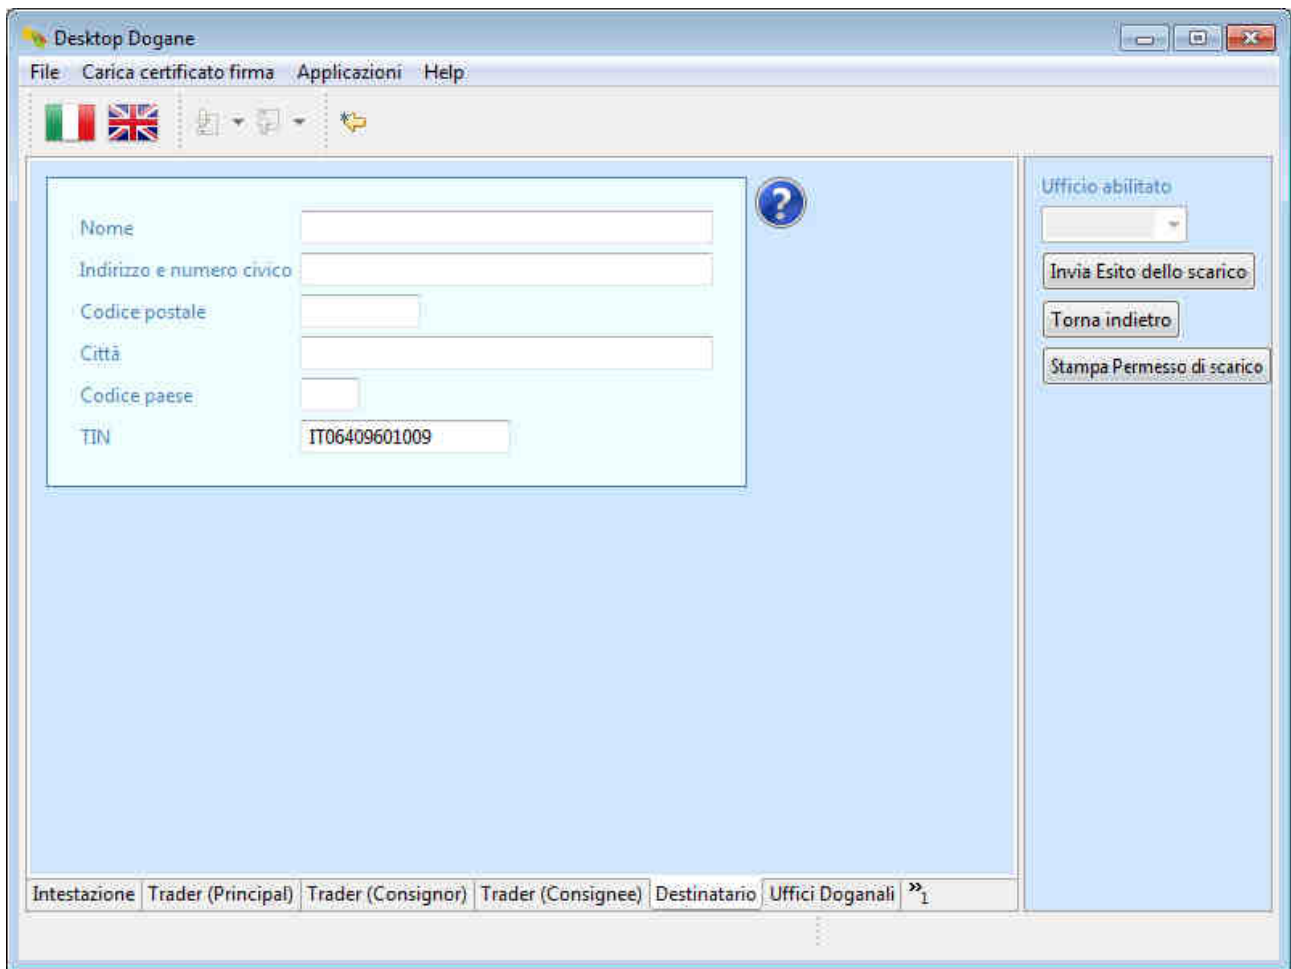 Desktop Dogane
File Carica certificato firma Applicazioni Help
Nome
Indirizzo e numero civico
Codice postale
Città
Codice paese
TIN IT06409601009
?
Ufficio abilitato
Invia Esito dello scarico
Torna indietro
Stampa Permesso di scarico
Intestazione Trader (Principal) Trader (Consignor) Trader (Consignee) Destinatario Uffici Doganali »1